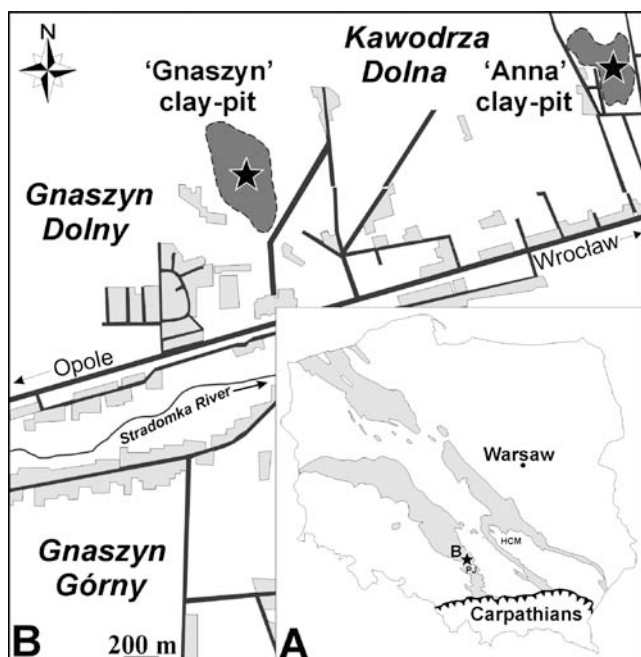 N
Kawodrza
Dolna
‘Gnaszyn’
clay-pit
‘Anna’
clay-pit
Gnaszyn
Dolny
Wrocław
Opole
Stradomka River
Gnaszyn
Górny
B
200 m
Warsaw
HCM
B
PJ
Carpathians
A